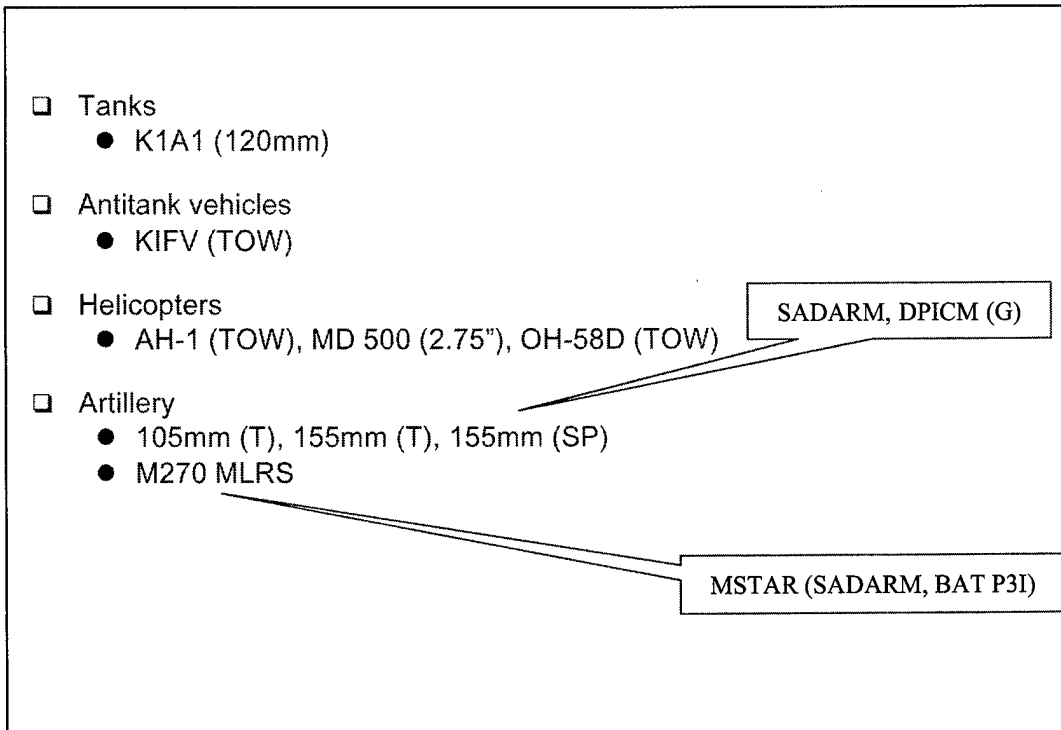 ❑ Tanks
● K1A1 (120mm)
❑ Antitank vehicles
● KIFV (TOW)
❑ Helicopters
● AH-1 (TOW), MD 500 (2.75”), OH-58D (TOW)
SADARM, DPICM (G)
❑ Artillery
● 105mm (T), 155mm (T), 155mm (SP)
● M270 MLRS
MSTAR (SADARM, BAT P3I)